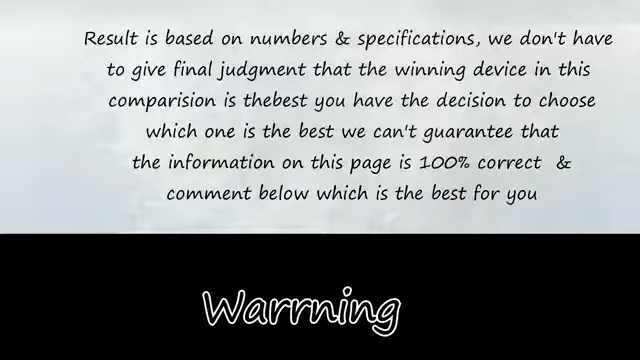 Result is based on numbers & specifications, we don't have
to give final judgment that the winning device in this
comparision is thebest you have the decision to choose
which one is the best we can't guarantee that
the information on this page is 100% correct &
comment below which is the best for you
Warrning